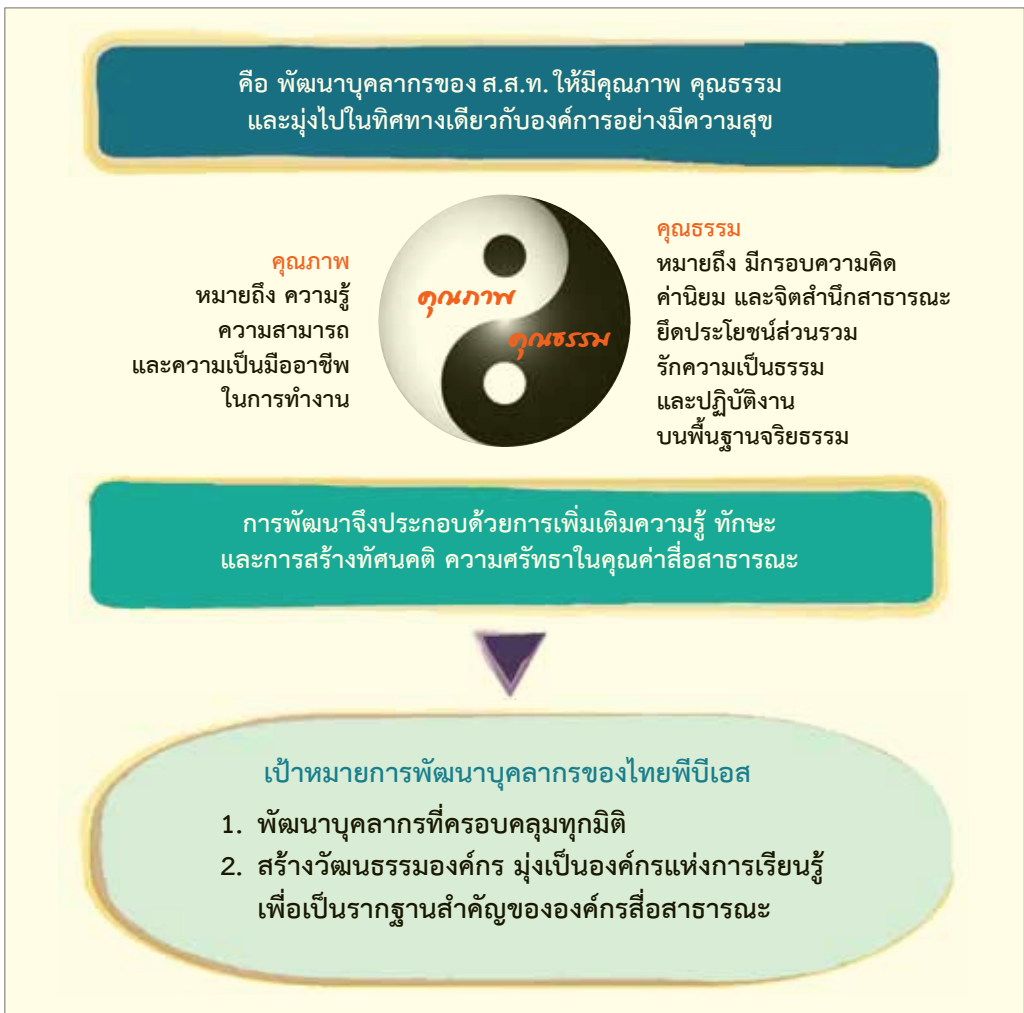 คือ พัฒนาบุคลากรของ ส.ส.ท. ให้มีคุณภาพ คุณธรรม
และมุ่งไปในทิศทางเดียวกับองค์การอย่างมีความสุข
คุณภาพ
หมายถึง ความรู้
ความสามารถ
และความเป็นมืออาชีพ
ในการทำงาน
คุณภาพ
คุณธรรม
คุณธรรม
หมายถึง มีกรอบความคิด
ค่านิยม และจิตสำนึกสาธารณะ
ยึดประโยชน์ส่วนรวม
รักความเป็นธรรม
และปฏิบัติงาน
บนพื้นฐานจริยธรรม
การพัฒนาจึงประกอบด้วยการเพิ่มเติมความรู้ ทักษะ
และการสร้างทัศนคติ ความศรัทธาในคุณค่าสื่อสาธารณะ
เป้าหมายการพัฒนาบุคลากรของไทยพีบีเอส
1. พัฒนาบุคลากรที่ครอบคลุมทุกมิติ
2. สร้างวัฒนธรรมองค์กร มุ่งเป็นองค์กรแห่งการเรียนรู้
เพื่อเป็นรากฐานสำคัญขององค์กรสื่อสาธารณะ